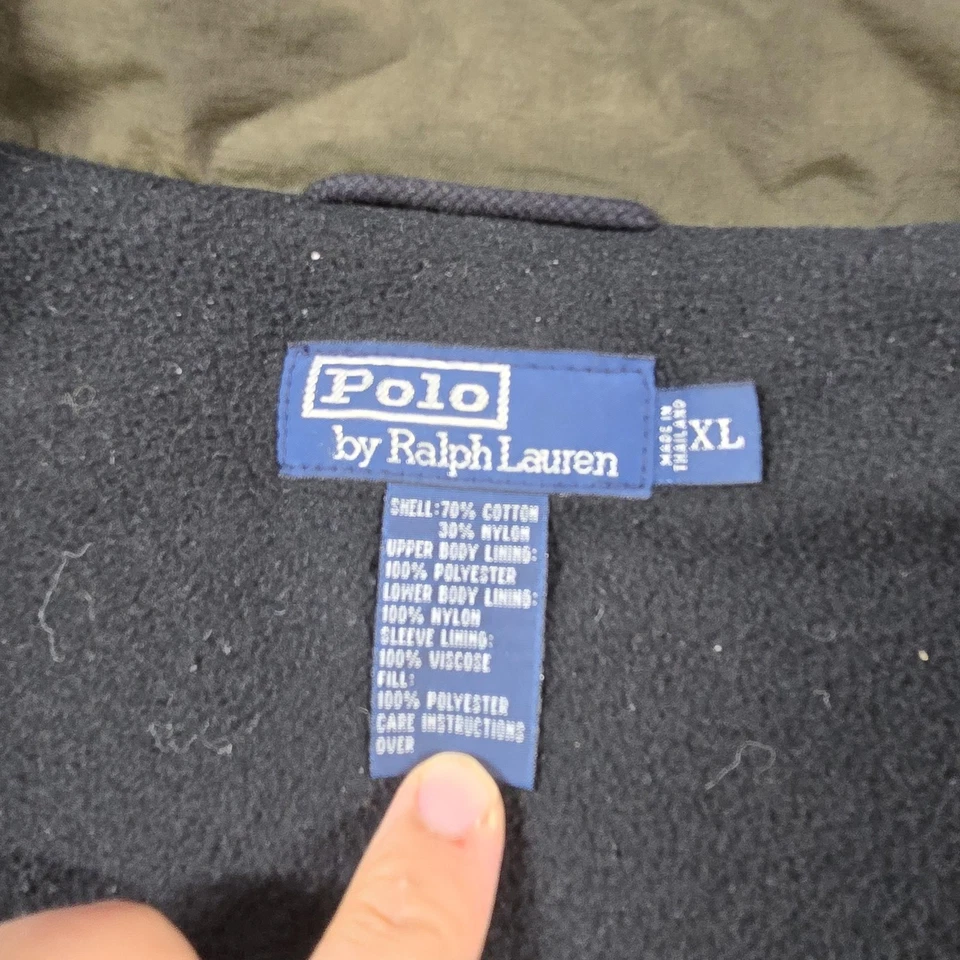 Polo
by Ralph Lauren
MADE IN
THAILAND
XL
SHELL:70% COTTON
30% NYLON
UPPER BODY LINING:
100% POLYESTER
LOWER BODY LINING:
100% NYLON
SLEEVE LINING:
100% VISCOSE
FILL:
100% POLYESTER
CARE INSTRUCTIONS
OVER